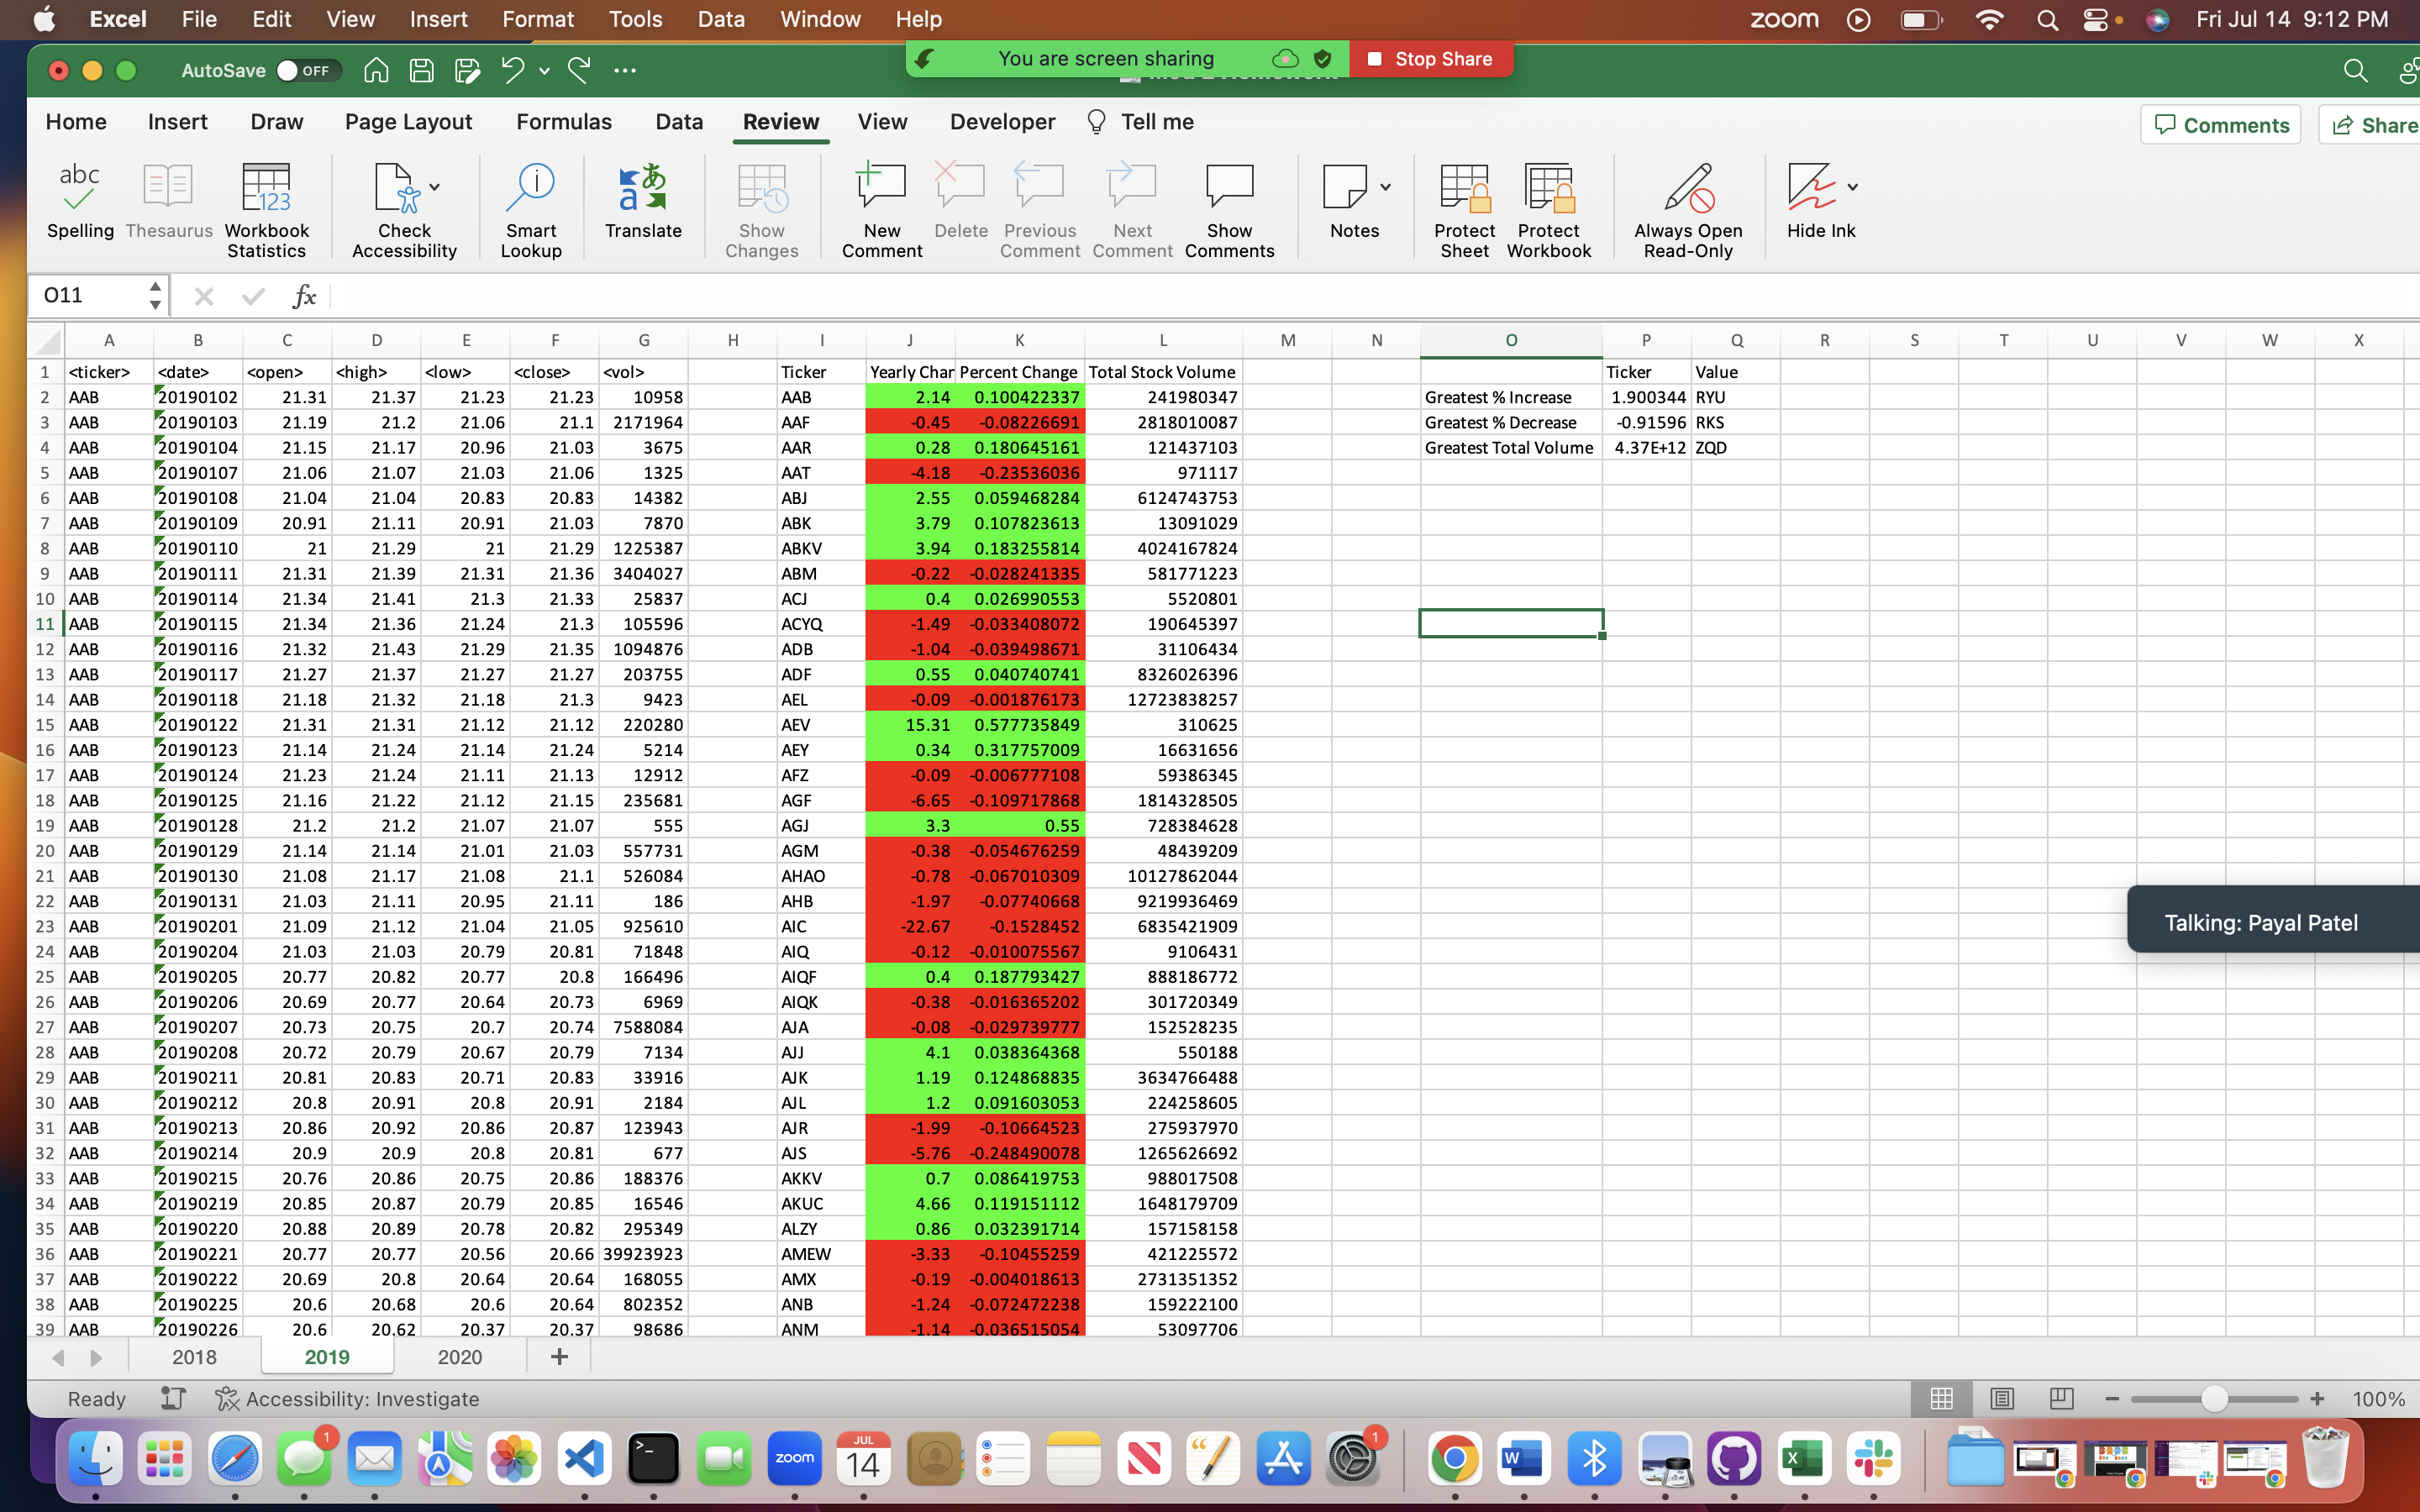 Excel File Edit View Insert Format Tools Data Window Help zoom Fri Jul 14 9:12 PM
AutoSave OFF You are screen sharing Stop Share
Home Insert Draw Page Layout Formulas Data Review View Developer Tell me Comments Share
abc 123
Spelling Thesaurus Workbook Statistics Check Accessibility Smart Lookup Translate Show Changes New Comment Delete Previous Comment Next Comment Show Comments Notes Protect Sheet Protect Workbook Always Open Read-Only Hide Ink
O11 fx
A B C D E F G H I J K L M N O P Q R S T U V W X
1 <ticker> <date> <open> <high> <low> <close> <vol> Ticker Yearly Char Percent Change Total Stock Volume Ticker Value
2 AAB 20190102 21.31 21.37 21.23 21.23 10958 AAB 2.14 0.100422337 241980347 Greatest % Increase 1.900344 RYU
3 AAB 20190103 21.19 21.2 21.06 21.1 2171964 AAF -0.45 -0.08226691 2818010087 Greatest % Decrease -0.91596 RKS
4 AAB 20190104 21.15 21.17 20.96 21.03 3675 AAR 0.28 0.180645161 121437103 Greatest Total Volume 4.37E+12 ZQD
5 AAB 20190107 21.06 21.07 21.03 21.06 1325 AAT -4.18 -0.23536036 971117
6 AAB 20190108 21.04 21.04 20.83 20.83 14382 ABJ 2.55 0.059468284 6124743753
7 AAB 20190109 20.91 21.11 20.91 21.03 7870 ABK 3.79 0.107823613 13091029
8 AAB 20190110 21 21.29 21 21.29 1225387 ABKV 3.94 0.183255814 4024167824
9 AAB 20190111 21.31 21.39 21.31 21.36 3404027 ABM -0.22 -0.028241335 581771223
10 AAB 20190114 21.34 21.41 21.3 21.33 25837 ACJ 0.4 0.026990553 5520801
11 AAB 20190115 21.34 21.36 21.24 21.3 105596 ACYQ -1.49 -0.033408072 190645397
12 AAB 20190116 21.32 21.43 21.29 21.35 1094876 ADB -1.04 -0.039498671 31106434
13 AAB 20190117 21.27 21.37 21.27 21.27 203755 ADF 0.55 0.040740741 8326026396
14 AAB 20190118 21.18 21.32 21.18 21.3 9423 AEL -0.09 -0.001876173 12723838257
15 AAB 20190122 21.31 21.31 21.12 21.12 220280 AEV 15.31 0.577735849 310625
16 AAB 20190123 21.14 21.24 21.14 21.24 5214 AEY 0.34 0.317757009 16631656
17 AAB 20190124 21.23 21.24 21.11 21.13 12912 AFZ -0.09 -0.006777108 59386345
18 AAB 20190125 21.16 21.22 21.12 21.15 235681 AGF -6.65 -0.109717868 1814328505
19 AAB 20190128 21.2 21.2 21.07 21.07 555 AGJ 3.3 0.55 728384628
20 AAB 20190129 21.14 21.14 21.01 21.03 557731 AGM -0.38 -0.054676259 48439209
21 AAB 20190130 21.08 21.17 21.08 21.1 526084 AHAO -0.78 -0.067010309 10127862044
22 AAB 20190131 21.03 21.11 20.95 21.11 186 AHB -1.97 -0.07740668 9219936469
23 AAB 20190201 21.09 21.12 21.04 21.05 925610 AIC -22.67 -0.1528452 6835421909
24 AAB 20190204 21.03 21.03 20.79 20.81 71848 AIQ -0.12 -0.010075567 9106431
25 AAB 20190205 20.77 20.82 20.77 20.8 166496 AIQF 0.4 0.187793427 888186772
26 AAB 20190206 20.69 20.77 20.64 20.73 6969 AIQK -0.38 -0.016365202 301720349
27 AAB 20190207 20.73 20.75 20.7 20.74 7588084 AJA -0.08 -0.029739777 152528235
28 AAB 20190208 20.72 20.79 20.67 20.79 7134 AJJ 4.1 0.038364368 550188
29 AAB 20190211 20.81 20.83 20.71 20.83 33916 AJK 1.19 0.124868835 3634766488
30 AAB 20190212 20.8 20.91 20.8 20.91 2184 AJL 1.2 0.091603053 224258605
31 AAB 20190213 20.86 20.92 20.86 20.87 123943 AJR -1.99 -0.10664523 275937970
32 AAB 20190214 20.9 20.9 20.8 20.81 677 AJS -5.76 -0.248490078 1265626692
33 AAB 20190215 20.76 20.86 20.75 20.86 188376 AKKV 0.7 0.086419753 988017508
34 AAB 20190219 20.85 20.87 20.79 20.85 16546 AKUC 4.66 0.119151112 1648179709
35 AAB 20190220 20.88 20.89 20.78 20.82 295349 ALZY 0.86 0.032391714 157158158
36 AAB 20190221 20.77 20.77 20.56 20.66 39923923 AMEW -3.33 -0.10455259 421225572
37 AAB 20190222 20.69 20.8 20.64 20.64 168055 AMX -0.19 -0.004018613 2731351352
38 AAB 20190225 20.6 20.68 20.6 20.64 802352 ANB -1.24 -0.072472238 159222100
39 AAB 20190226 20.6 20.62 20.37 20.37 98686 ANM -1.14 -0.036515054 53097706
Talking: Payal Patel
2018 2019 2020 +
Ready Accessibility: Investigate 100%
1 zoom JUL 14 1